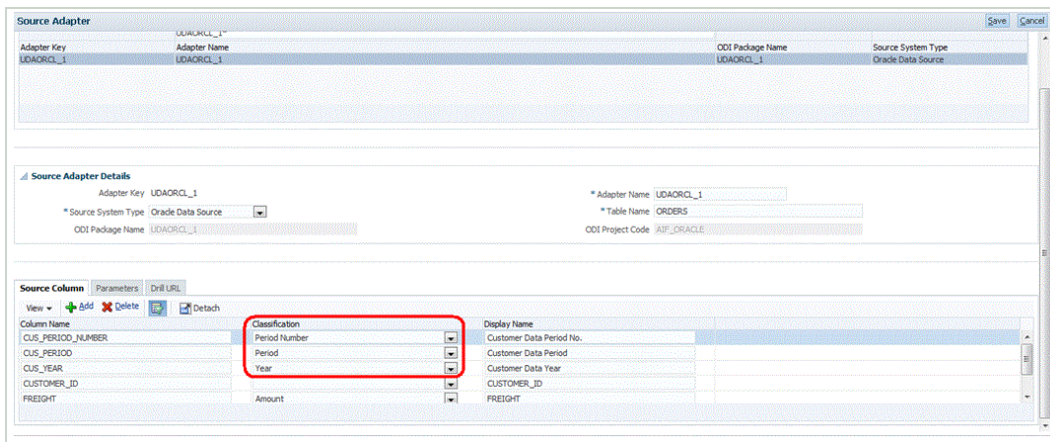 Source Adapter Save Cancel
UDAORCL_1*
Adapter Key Adapter Name ODI Package Name Source System Type
UDAORCL_1 UDAORCL_1 UDAORCL_1 Oracle Data Source
Source Adapter Details
Adapter Key UDAORCL_1 * Adapter Name UDAORCL_1
* Source System Type Oracle Data Source * Table Name ORDERS
ODI Package Name UDAORCL_1 ODI Project Code AIF_ORACLE
Source Column Parameters Drill URL
View Add Delete Detach
Column Name Classification Display Name
CUS_PERIOD_NUMBER Period Number Customer Data Period No.
CUS_PERIOD Period Customer Data Period
CUS_YEAR Year Customer Data Year
CUSTOMER_ID CUSTOMER_ID
FREIGHT Amount FREIGHT